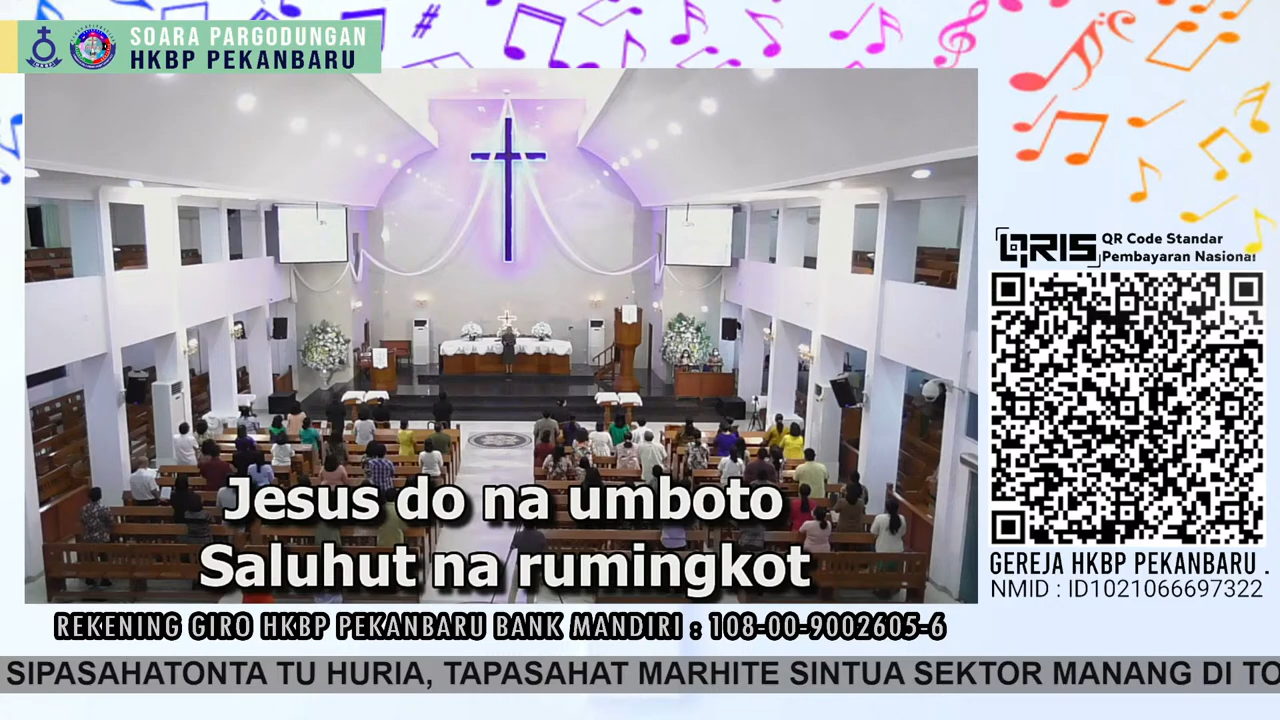 SOARA PARGODUNGAN
HKBP PEKANBARU
QRIS QR Code Standar
Pembayaran Nasional
Jesus do na umboto
Saluhut na rumingkot
GEREJA HKBP PEKANBARU .
NMID : ID1021066697322
REKENING GIRO HKBP PEKANBARU BANK MANDIRI : 108-00-9002605-6
SIPASAHATONTA TU HURIA, TAPASAHAT MARHITE SINTUA SEKTOR MANANG DI TO